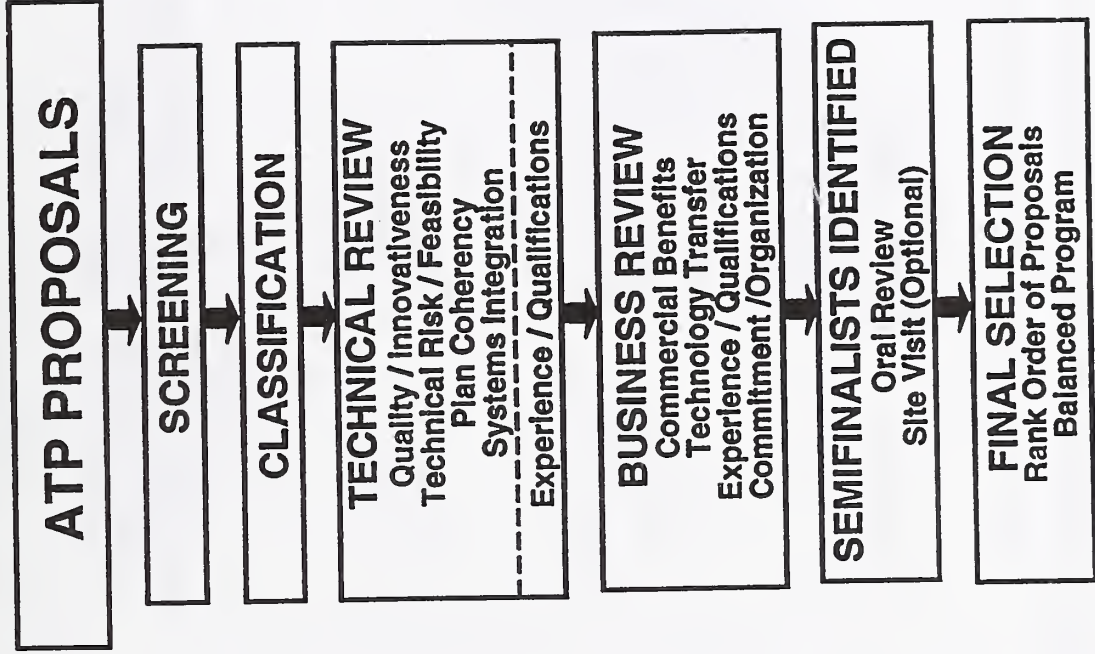 ATP PROPOSALS
SCREENING
CLASSIFICATION
TECHNICAL REVIEW
Quality / Innovativeness
Technical Risk / Feasibility
Plan Coherency
Systems Integration
Experience / Qualifications
BUSINESS REVIEW
Commercial Benefits
Technology Transfer
Experience / Qualifications
Commitment /Organization
SEMIFINALISTS IDENTIFIED
Oral Review
Site Visit (Optional)
FINAL SELECTION
Rank Order of Proposals
Balanced Program